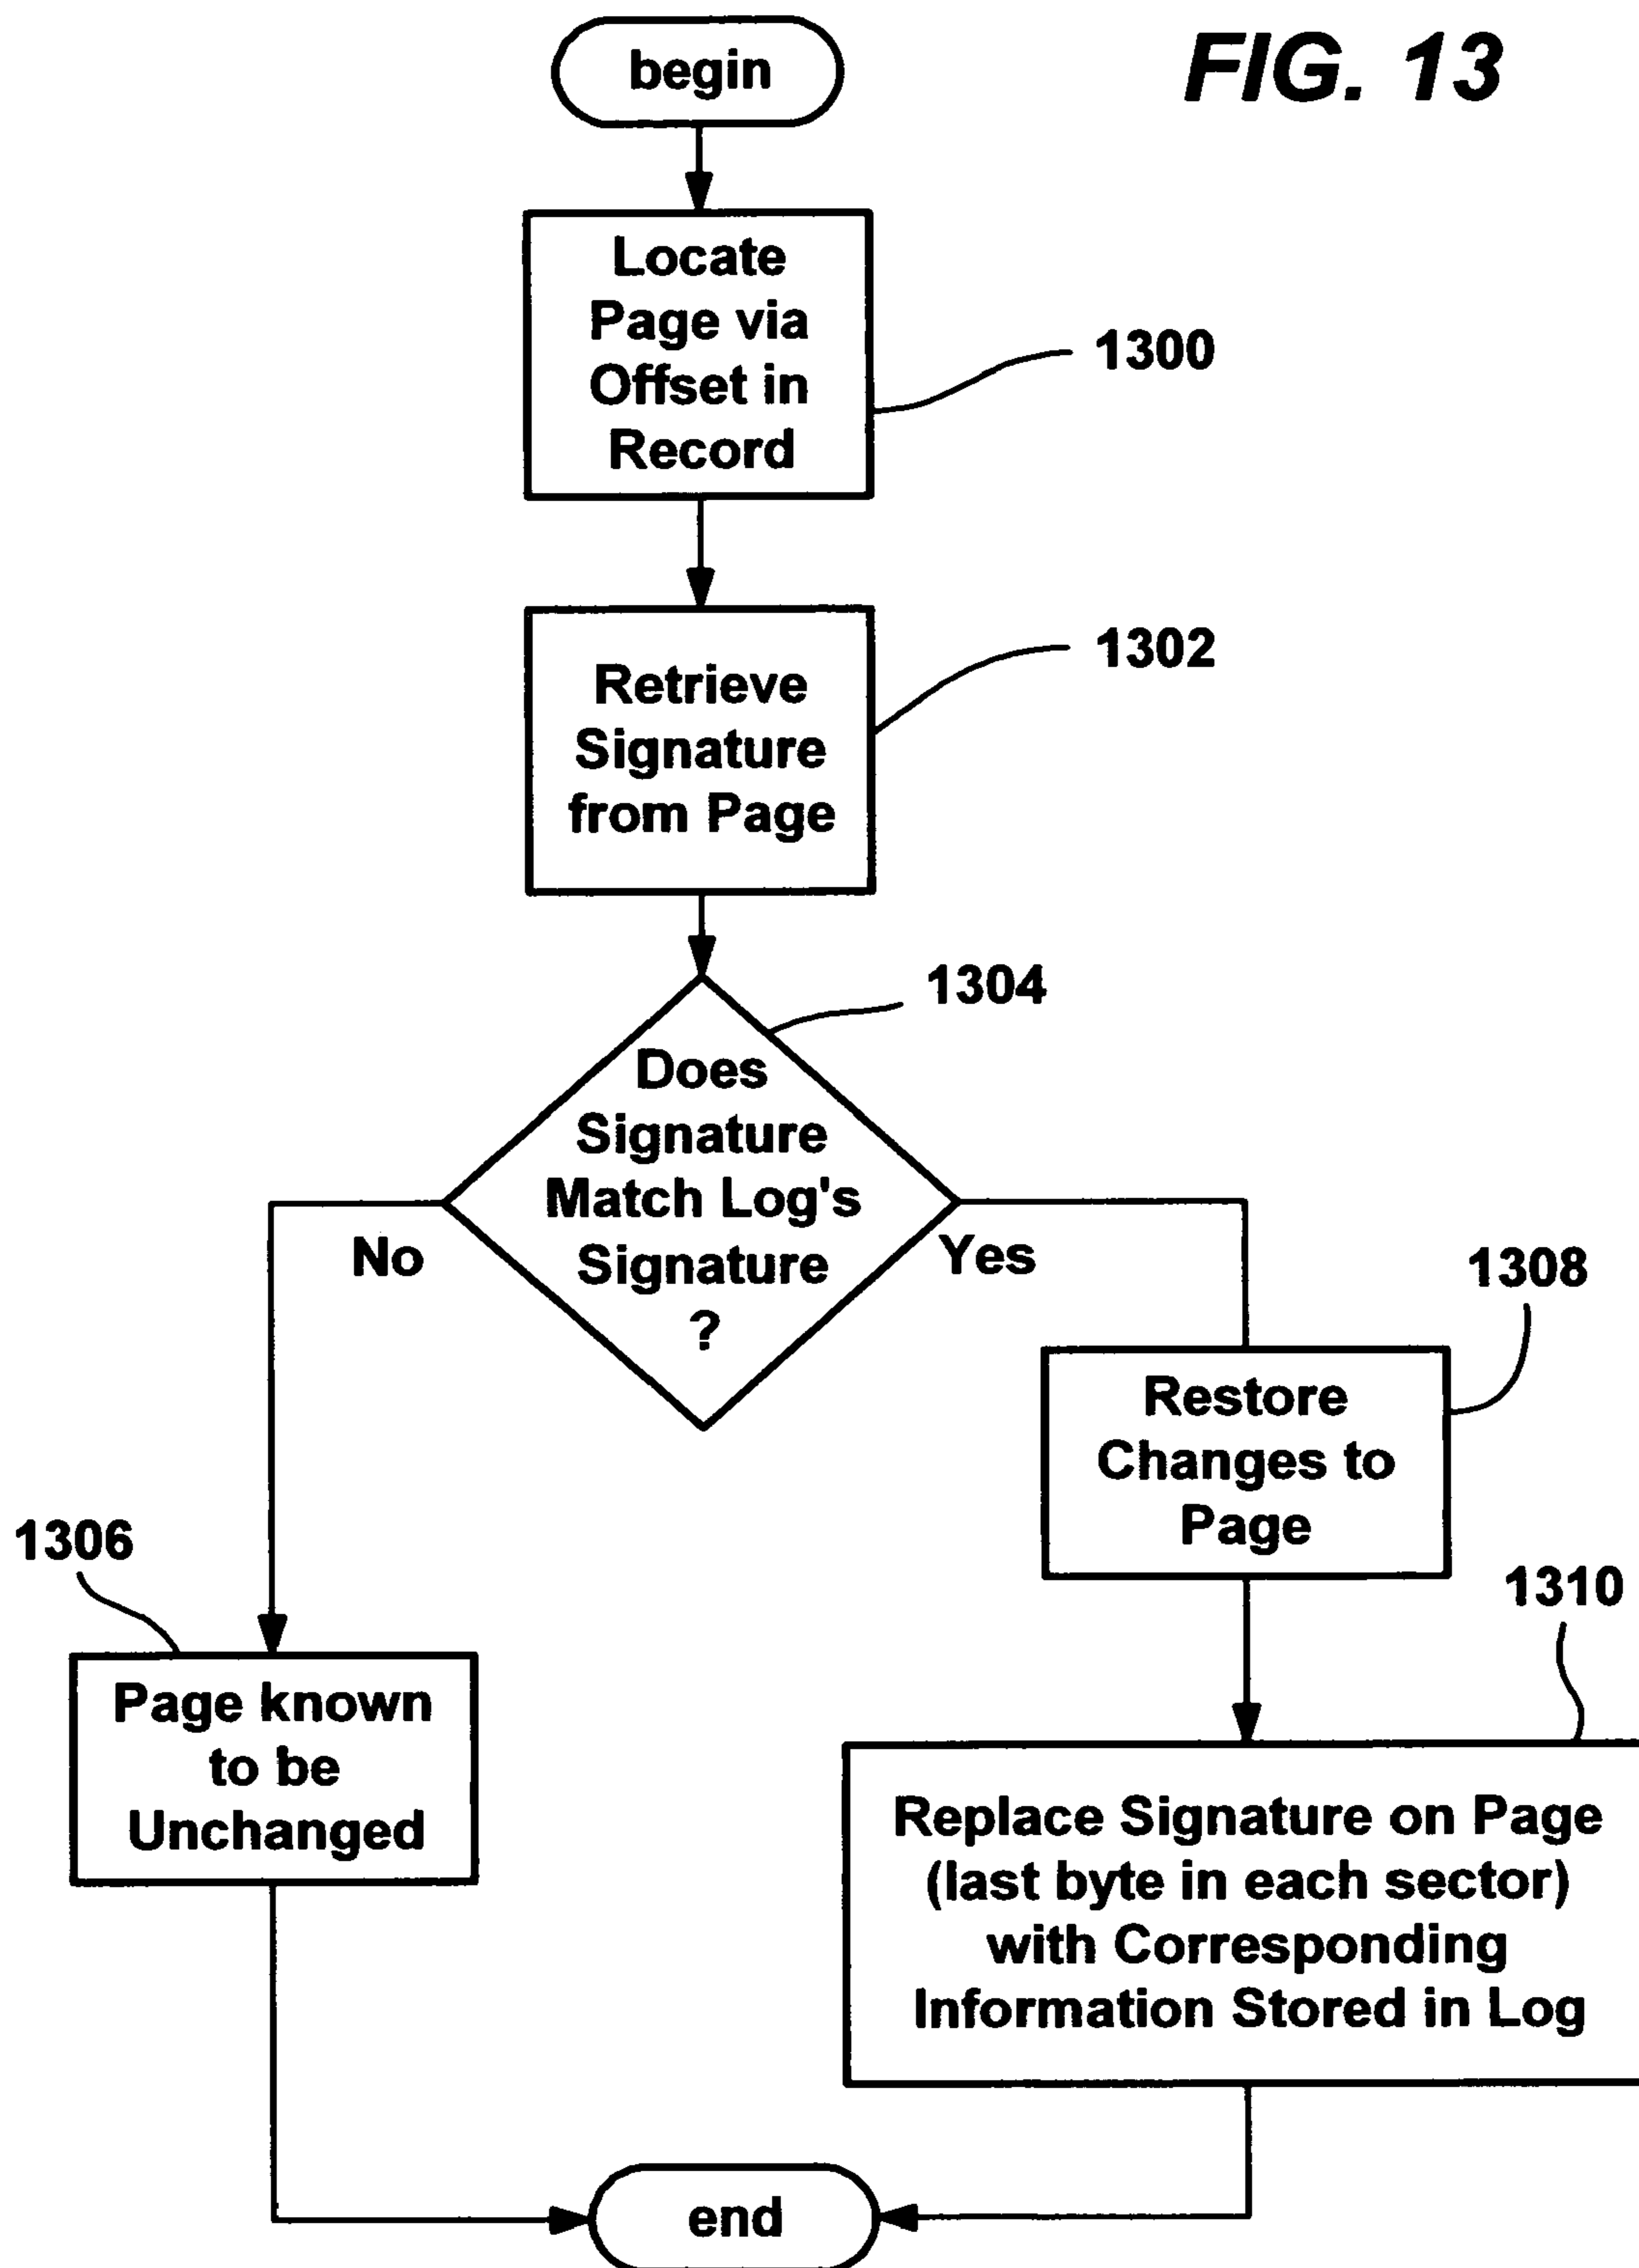 FIG. 13
begin
Locate
Page via
Offset in
Record
1300
Retrieve
Signature
from Page
1302
1304
Does
Signature
Match Log's
Signature
?
No
Yes
1308
Restore
Changes to
Page
1306
Page known
to be
Unchanged
1310
Replace Signature on Page
(last byte in each sector)
with Corresponding
Information Stored in Log
end